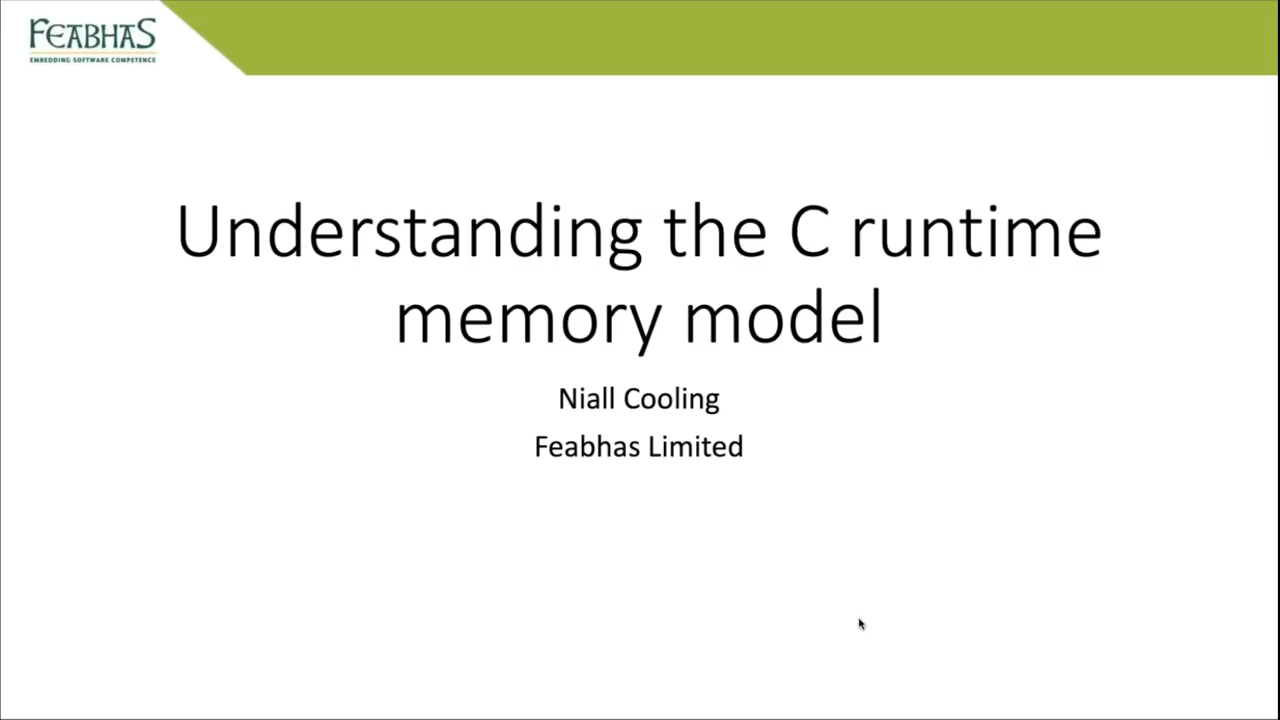 FEABHAS
EMBEDDING SOFTWARE COMPETENCE
Understanding the C runtime
memory model
Niall Cooling
Feabhas Limited